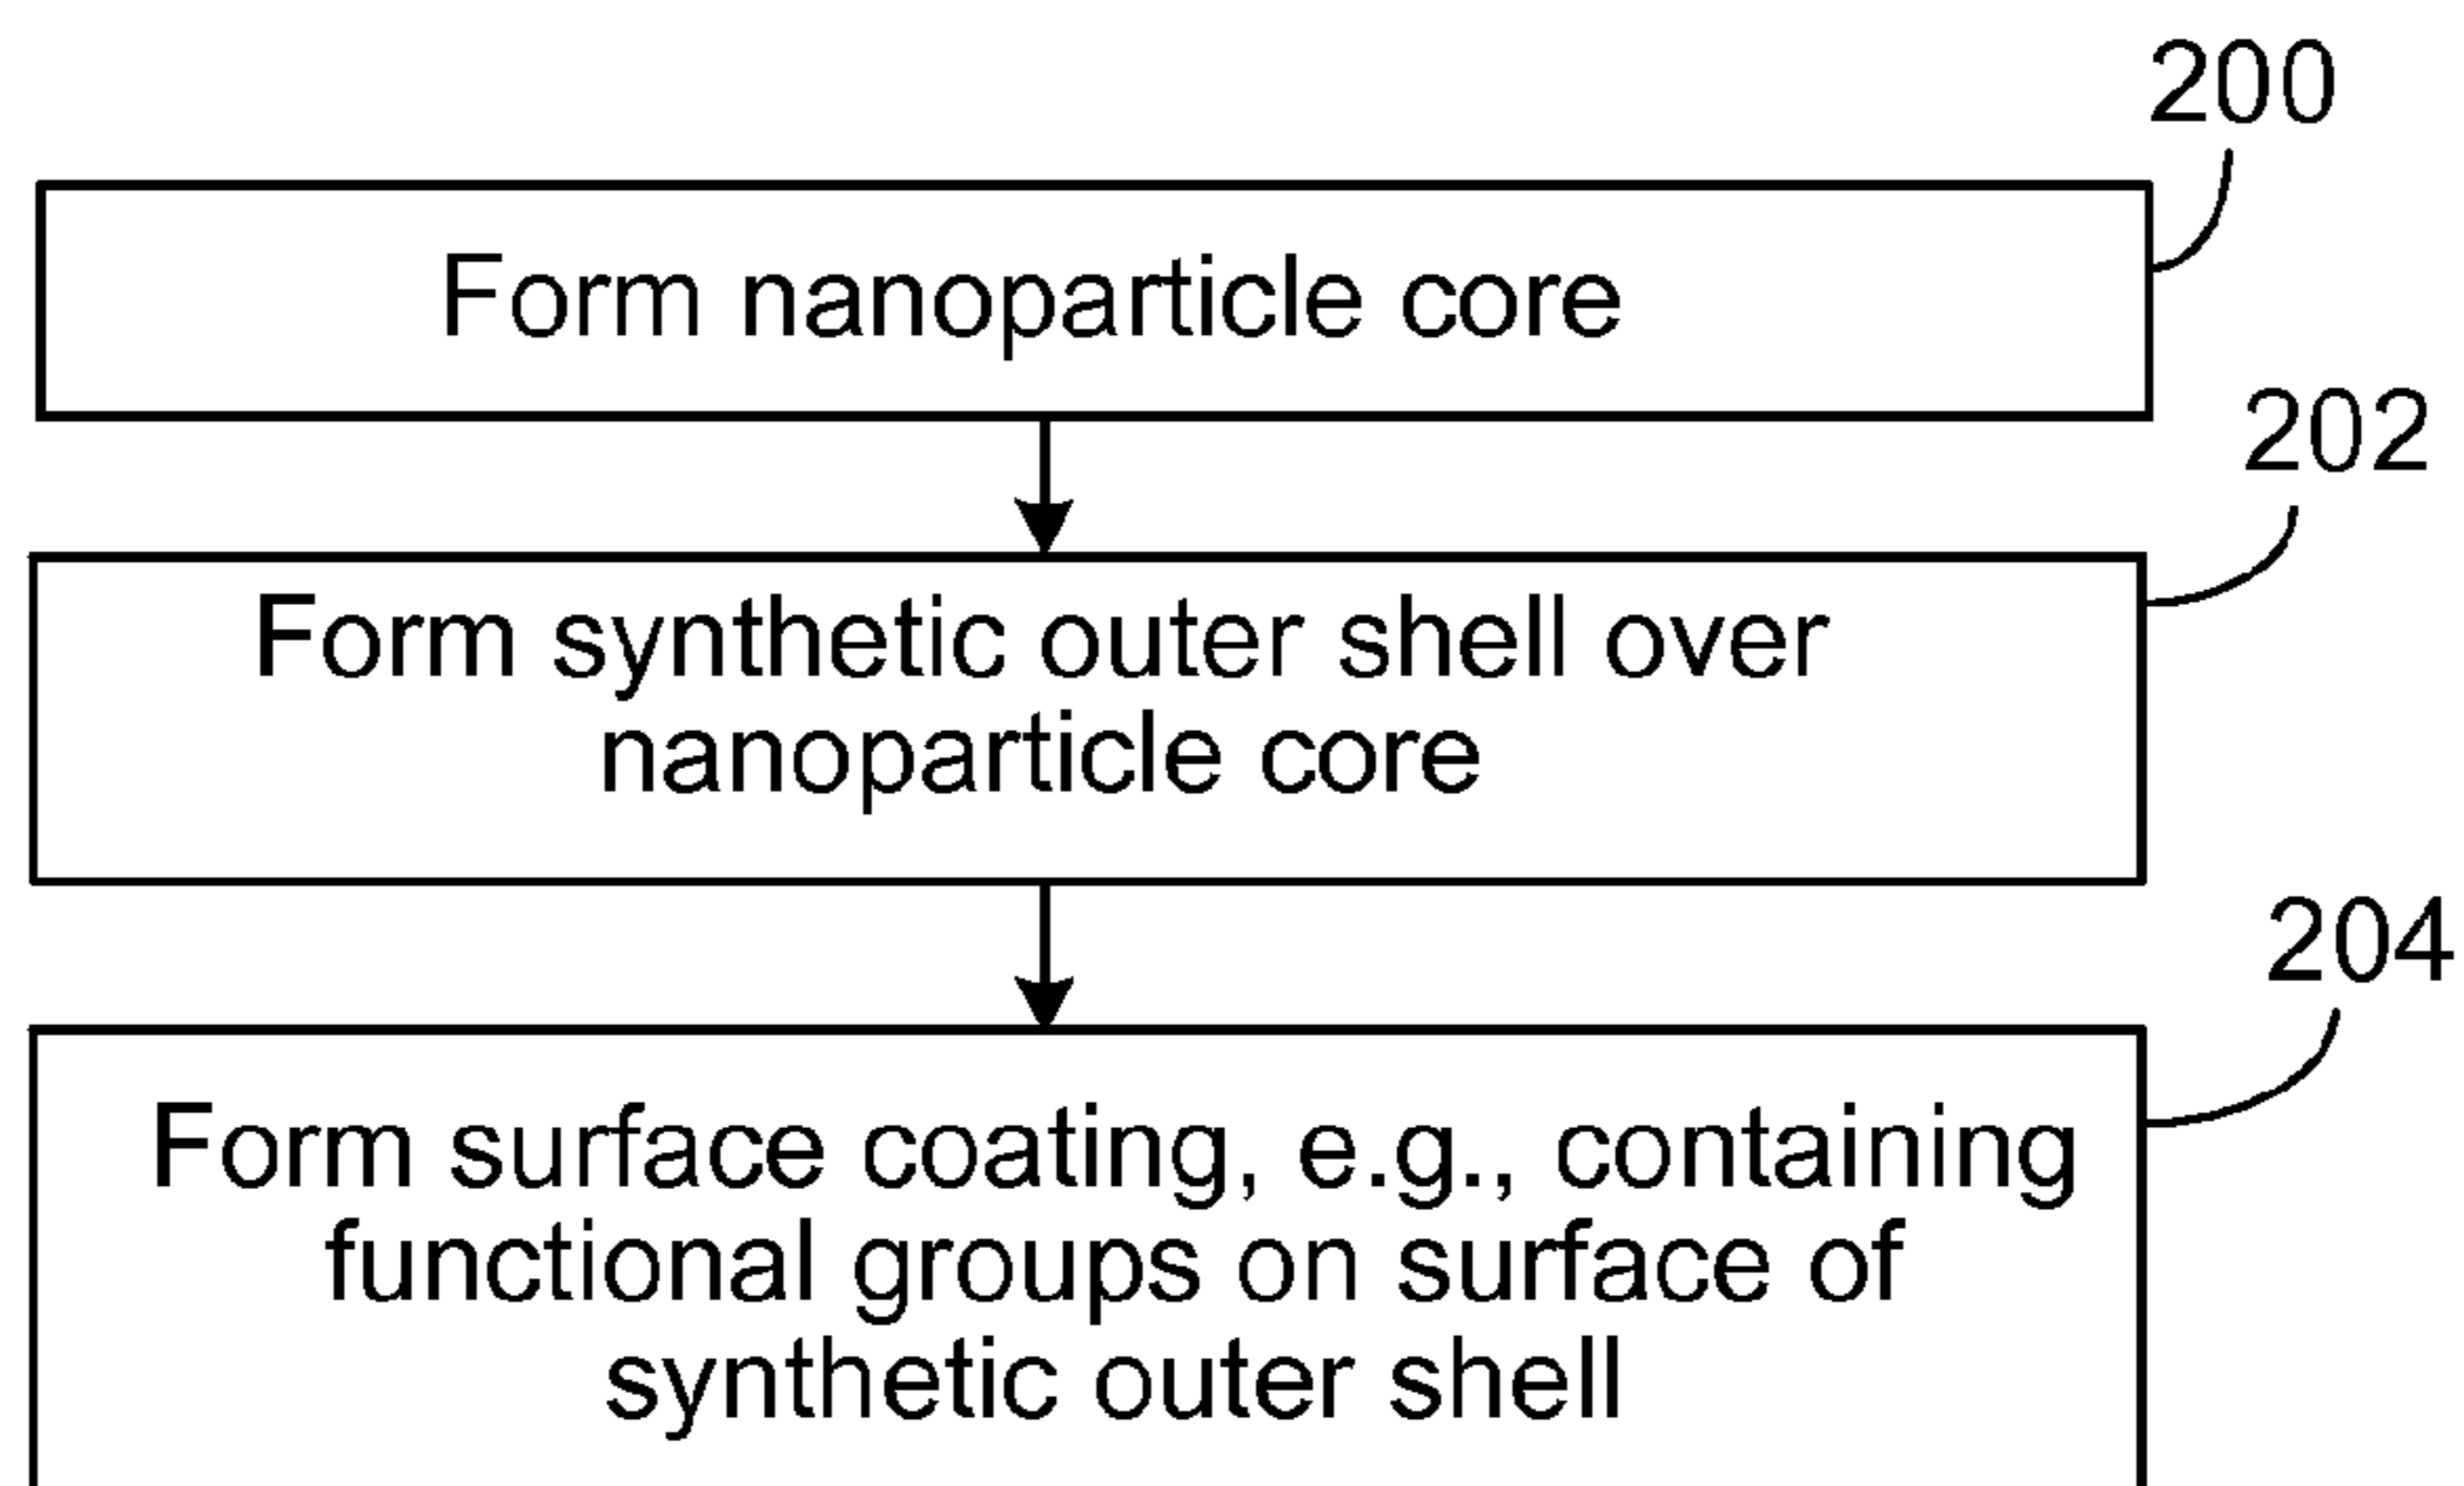 200
Form nanoparticle core
202
Form synthetic outer shell over
nanoparticle core
204
Form surface coating, e.g., containing
functional groups on surface of
synthetic outer shell